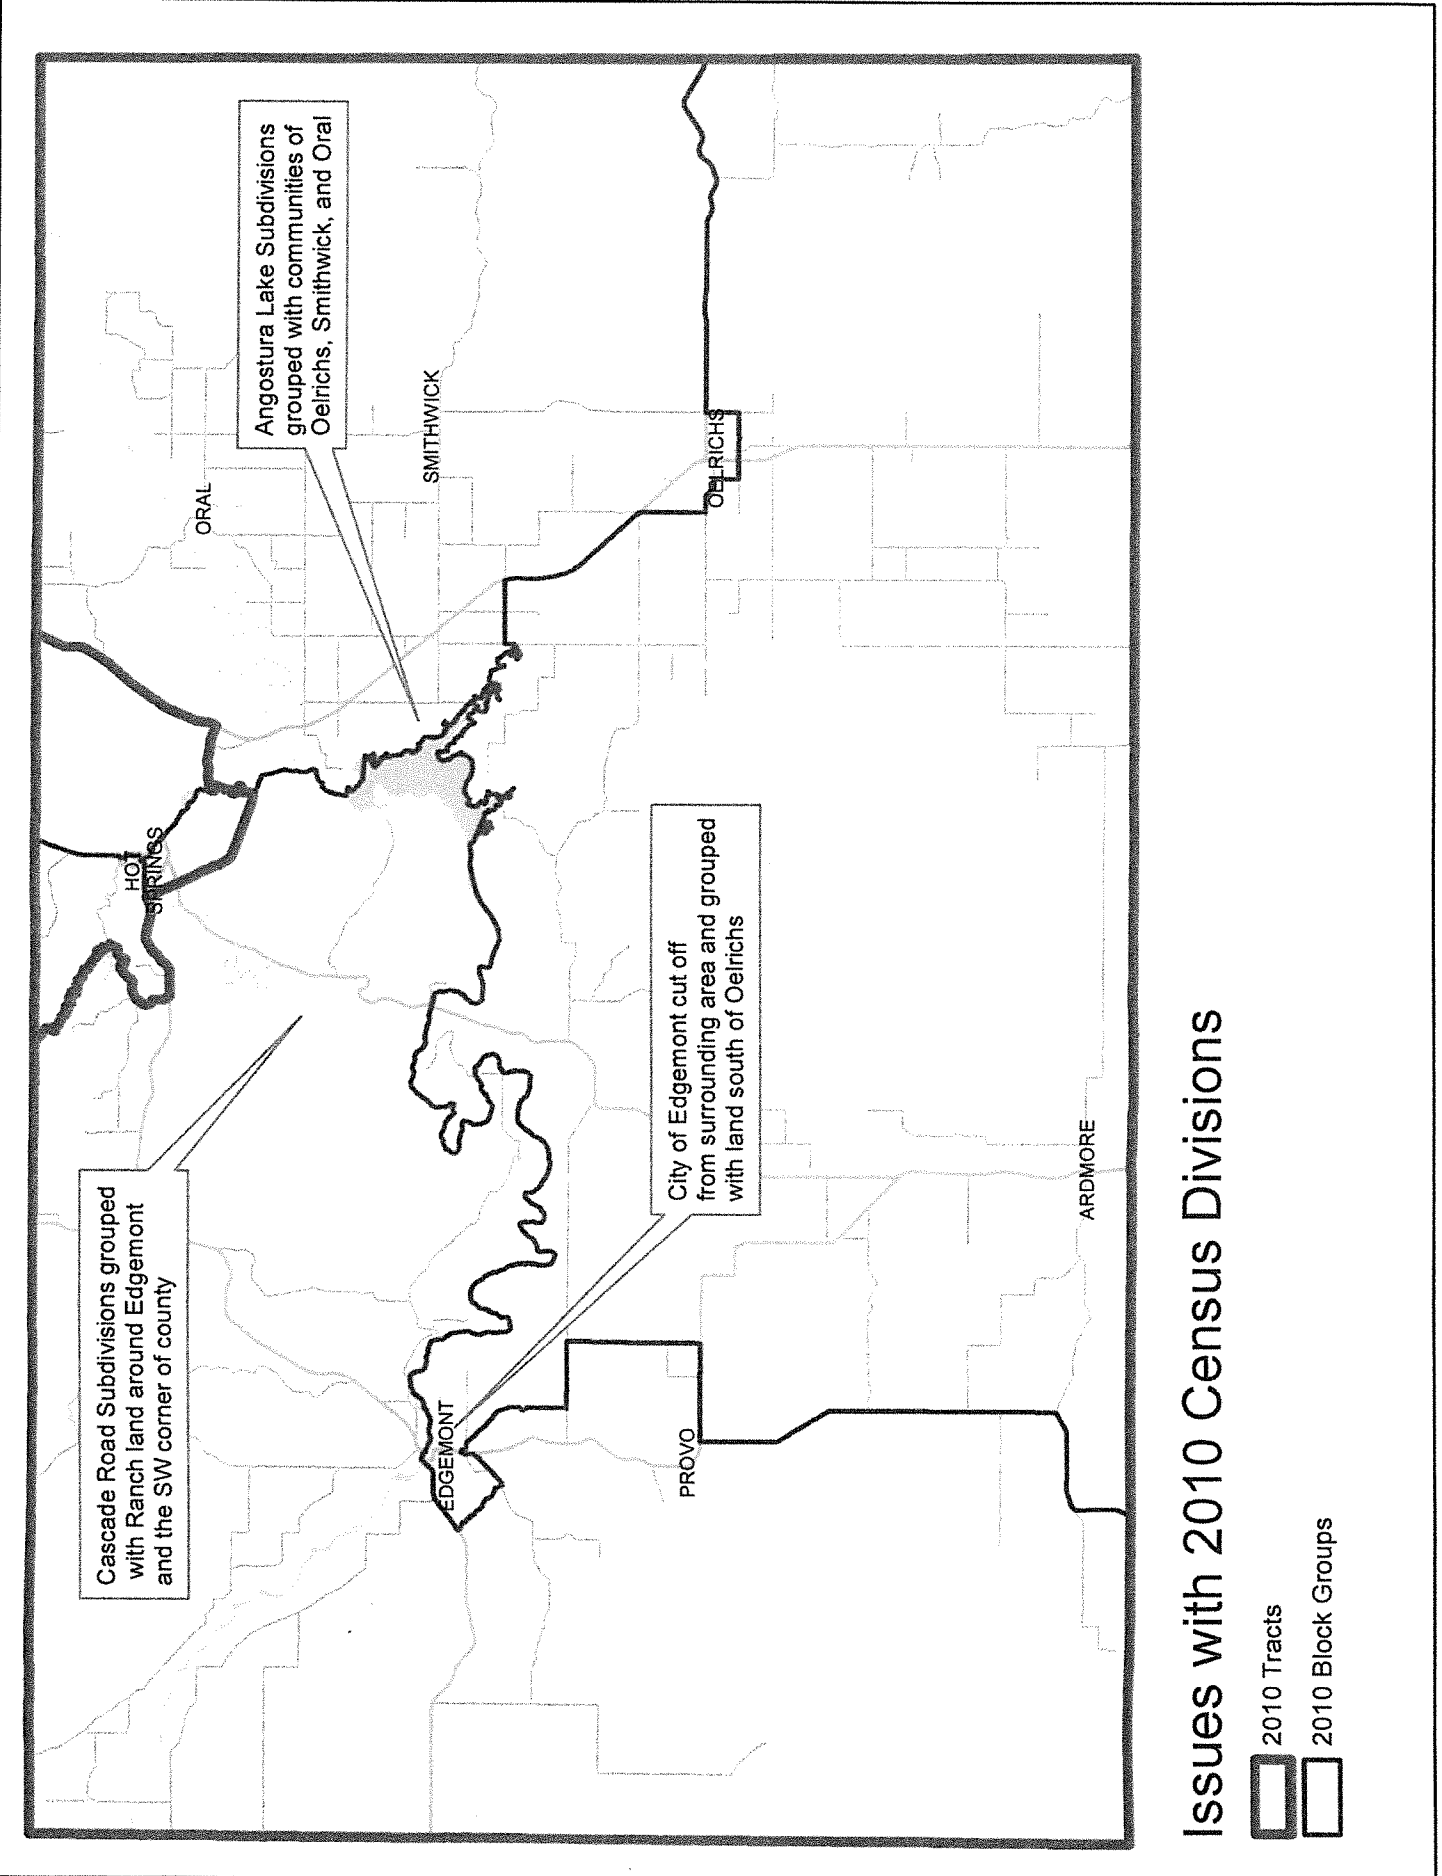 Cascade Road Subdivisions grouped
with Ranch land around Edgemont
and the SW corner of county
Angostura Lake Subdivisions
grouped with communities of
Oelrichs, Smithwick, and Oral
HOT
SPRINGS
ORAL
SMITHWICK
EDGEMONT
City of Edgemont cut off
from surrounding area and grouped
with land south of Oelrichs
PROVO
OELRICHS
ARDMORE
Issues with 2010 Census Divisions
2010 Tracts
2010 Block Groups